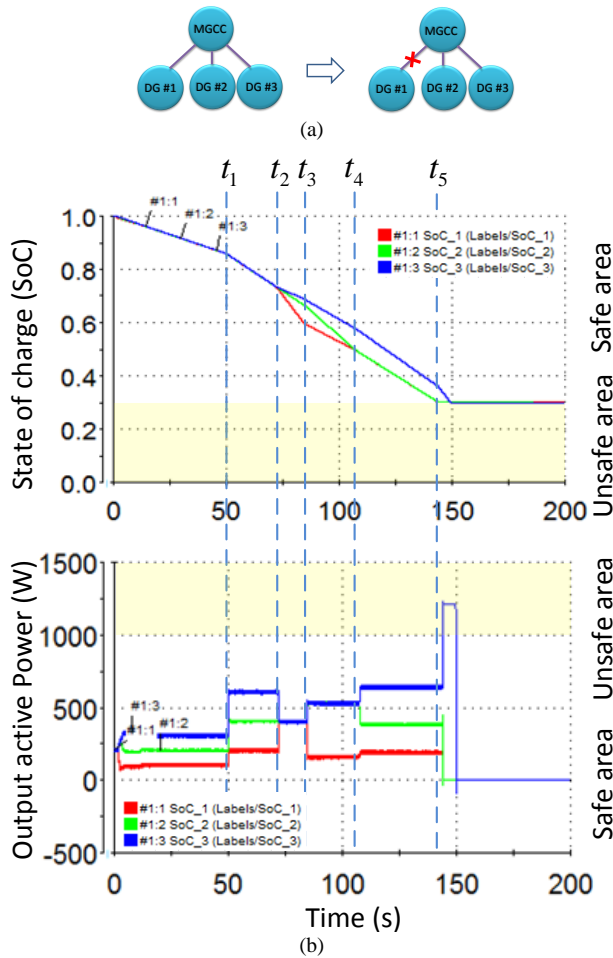 MGCC
MGCC
DG #1 DG #2 DG #3
DG #1 DG #2 DG #3
(a)
t1 t2 t3 t4 t5
State of charge (SoC)
1.0
0.8
0.6
0.4
0.2
0.0
#1:1
#1:2
#1:3
#1:1 SoC_1 (Labels/SoC_1)
#1:2 SoC_2 (Labels/SoC_2)
#1:3 SoC_3 (Labels/SoC_3)
Safe area
Unsafe area
0 50 100 150 200
Output active Power (W)
1500
1000
500
0
-500
#1:3
#1:1
#1:2
#1:1 SoC_1 (Labels/SoC_1)
#1:2 SoC_2 (Labels/SoC_2)
#1:3 SoC_3 (Labels/SoC_3)
Unsafe area
Safe area
0 50 100 150 200
Time (s)
(b)